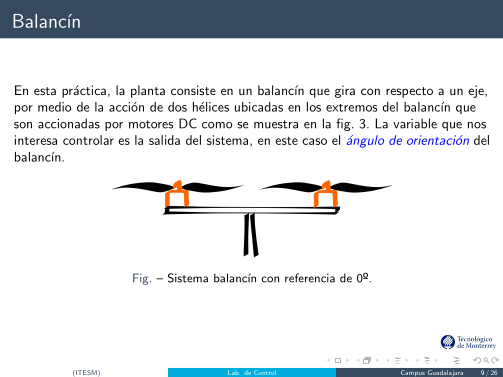 Balancín
En esta práctica, la planta consiste en un balancín que gira con respecto a un eje,
por medio de la acción de dos hélices ubicadas en los extremos del balancín que
son accionadas por motores DC como se muestra en la fig. 3. La variable que nos
interesa controlar es la salida del sistema, en este caso el ángulo de orientación del
balancín.
Fig. – Sistema balancín con referencia de 0º.
Tecnológico
de Monterrey
(ITESM) Lab. de Control Campus Guadalajara 9 / 26